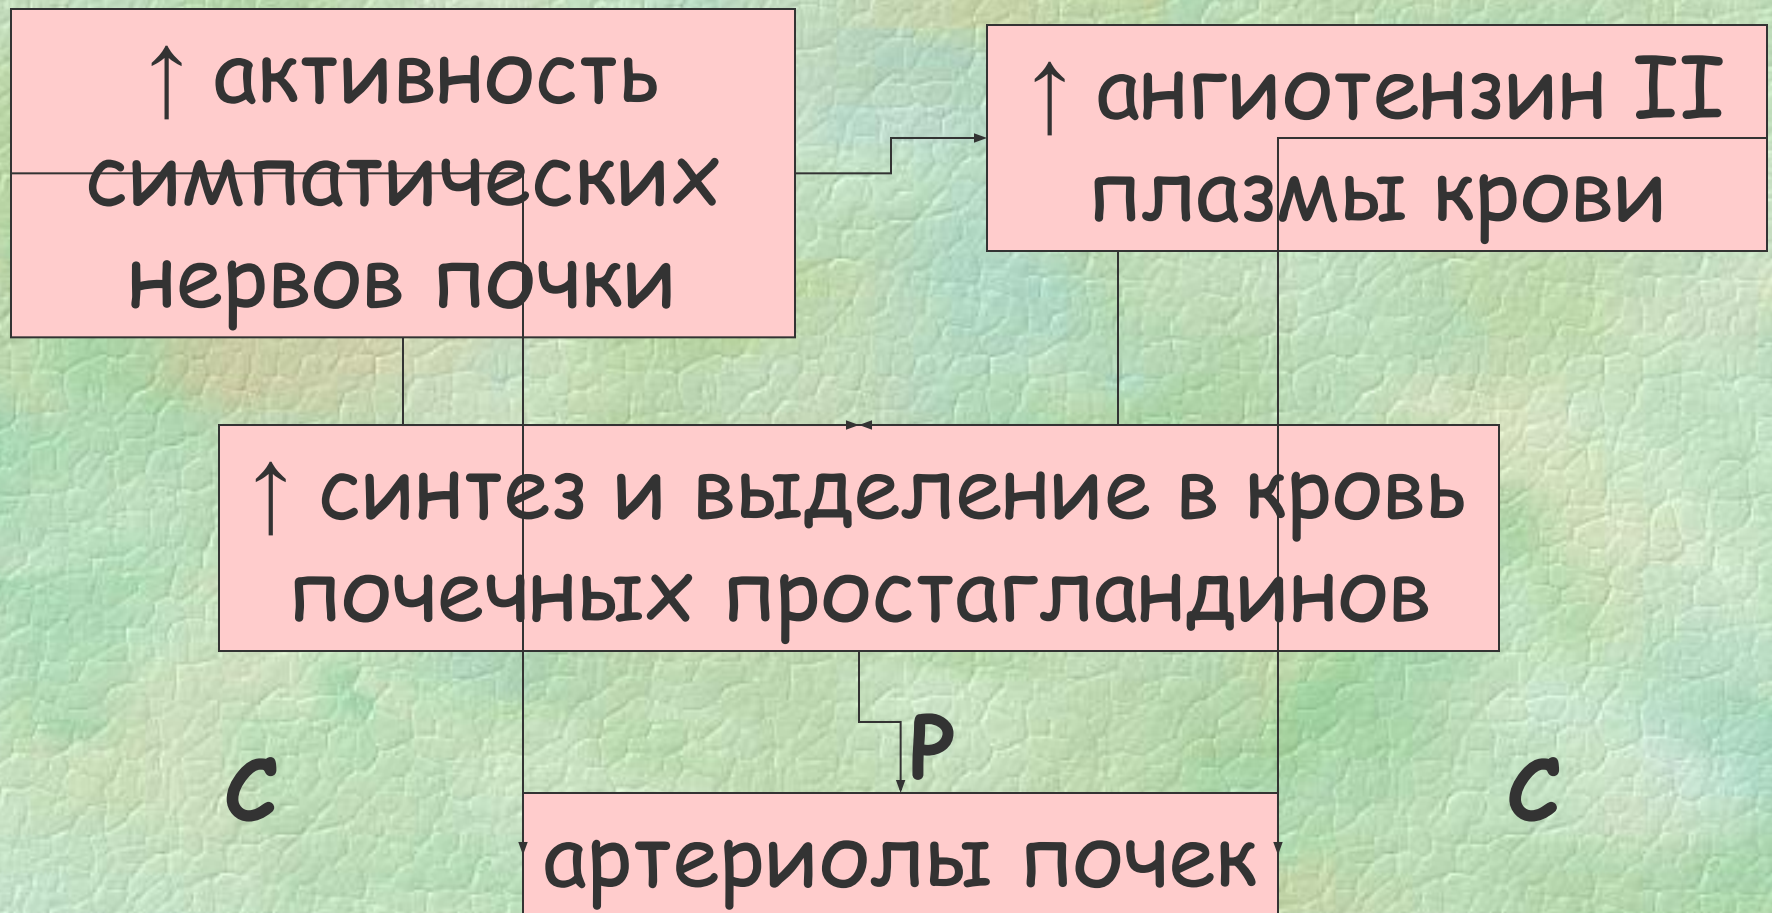 ↑ активность
симпатических
нервов почки
↑ ангиотензин II
плазмы крови
↑ синтез и выделение в кровь
почечных простагландинов
Р
С
С
артериолы почек